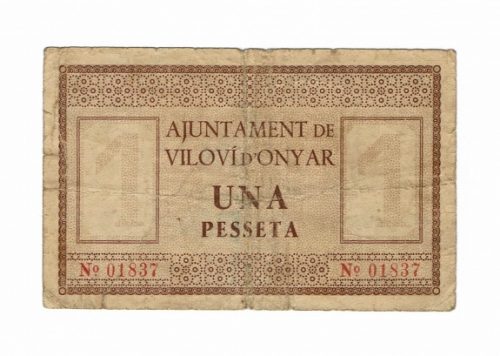 AJUNTAMENT DE
VILOVÍ D'ONYAR
1 1
UNA
PESSETA
Nº 01837 Nº 01837